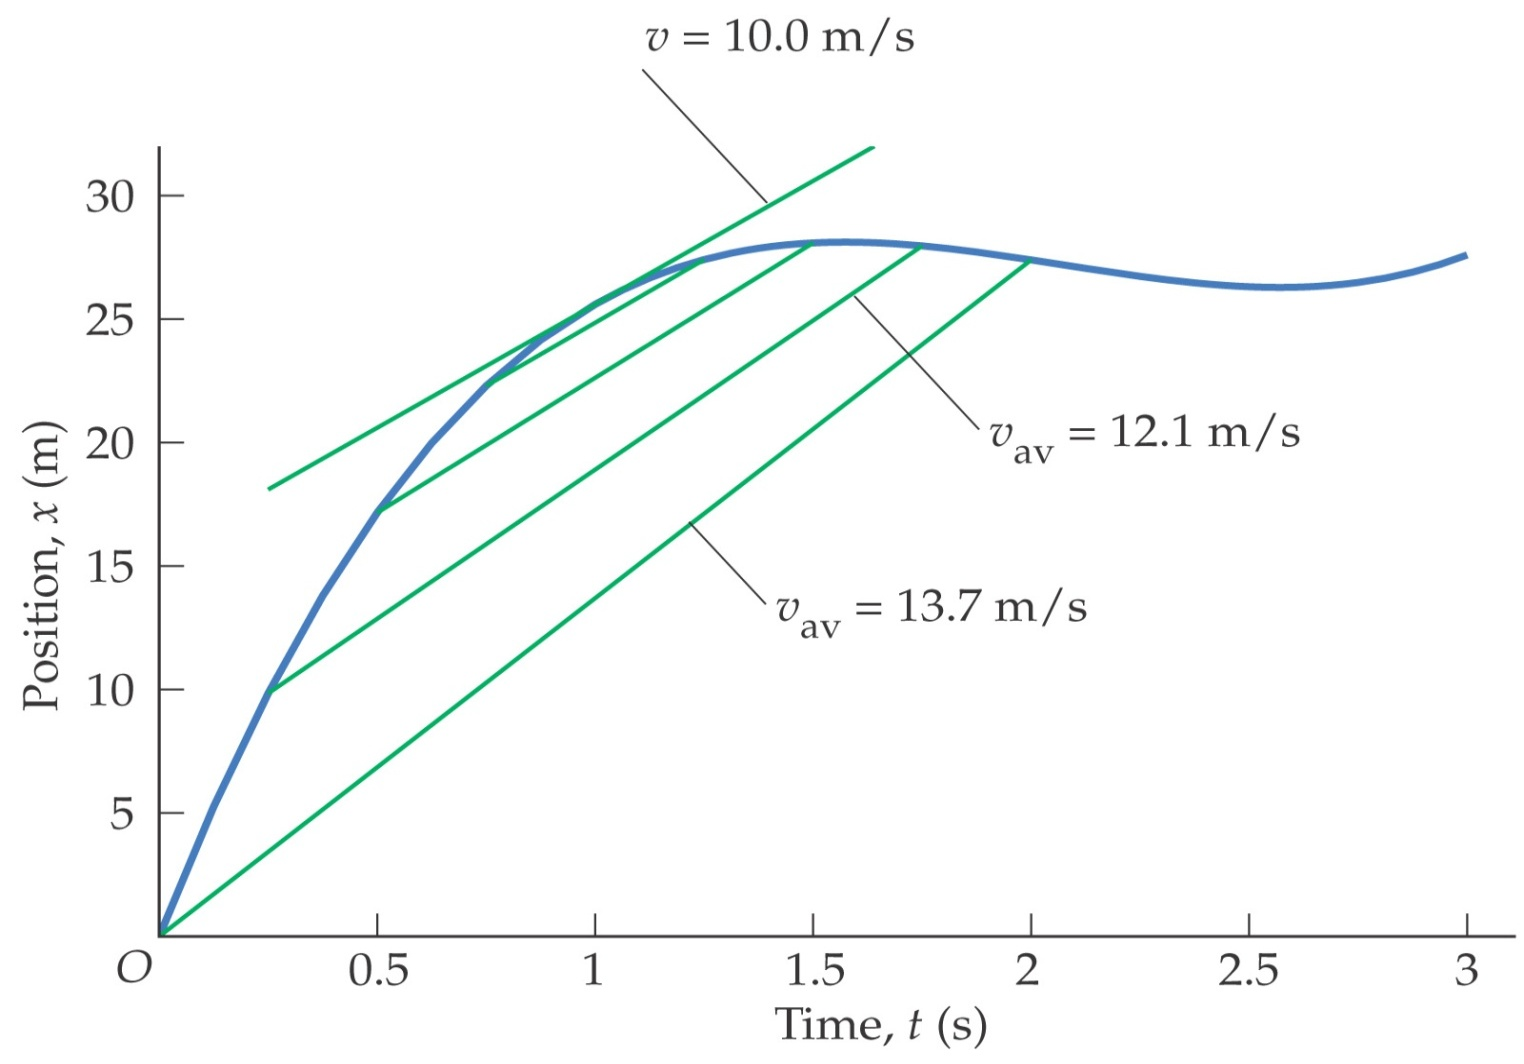 v = 10.0 m/s
30
25
20
15
10
5
Position, x (m)
v_av = 12.1 m/s
v_av = 13.7 m/s
O
0.5
1
1.5
2
2.5
3
Time, t (s)